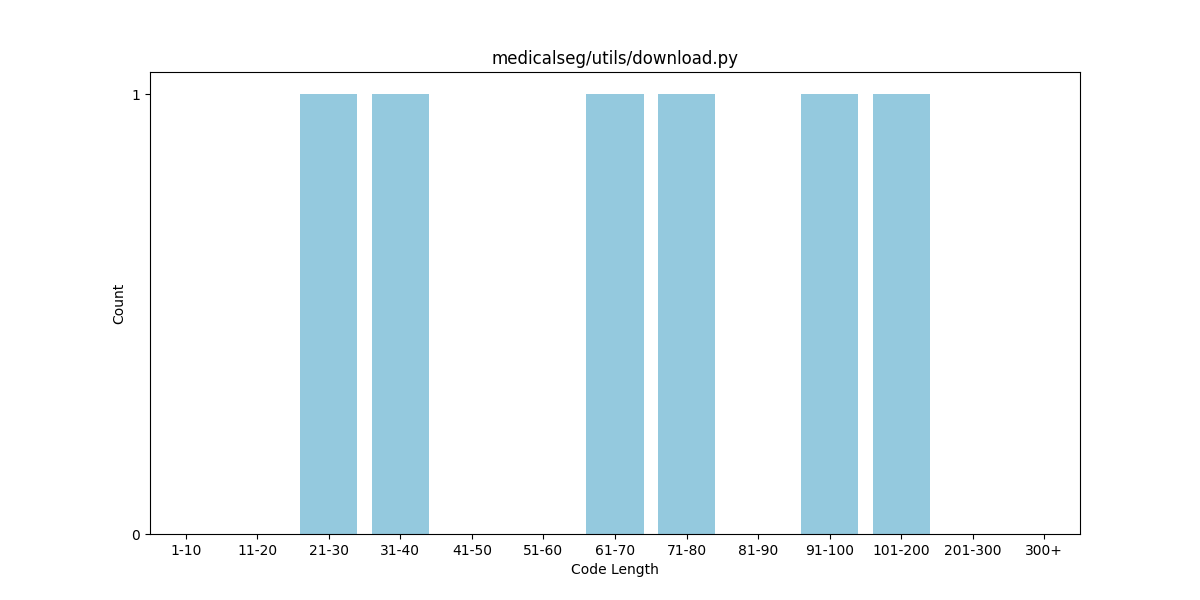 medicalseg/utils/download.py
1
0
Count
1-10 11-20 21-30 31-40 41-50 51-60 61-70 71-80 81-90 91-100 101-200 201-300 300+
Code Length